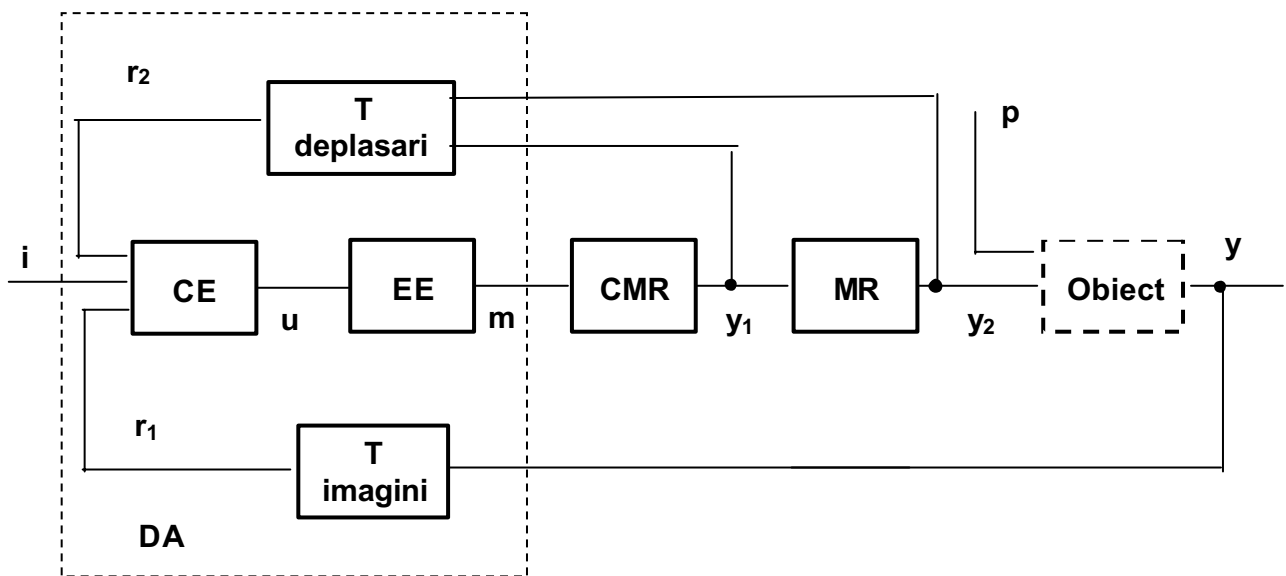 r₂
T
deplasari
p
i
CE
u
EE
m
CMR
y₁
MR
y₂
Obiect
y
r₁
T
imagini
DA